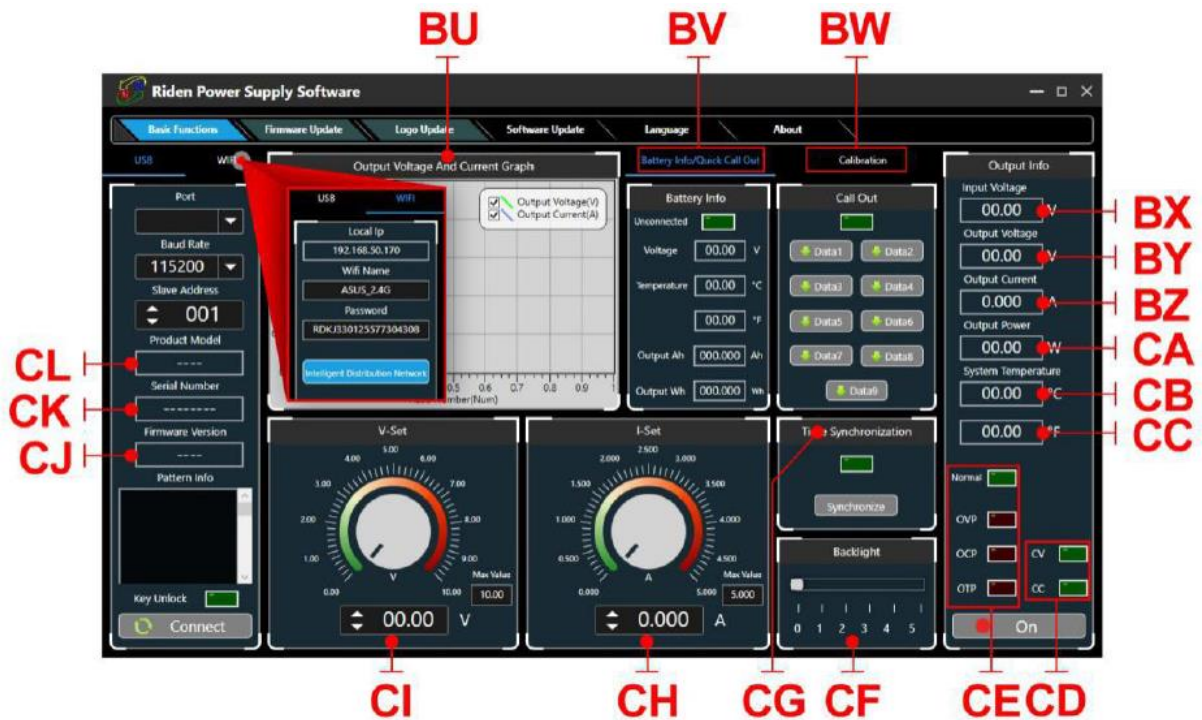 BU
BV
BW
Riden Power Supply Software
Basic Functions
Firmware Update
Logo Update
Software Update
Language
About
USB
WIFI
Port
Baud Rate
115200
Slave Address
001
Product Model
----
Serial Number
--------
Firmware Version
----
Pattern Info
Key Unlock
Connect
CL
CK
CJ
Output Voltage And Current Graph
Output Voltage(V)
Output Current(A)
0.5 0.6 0.7 0.8 0.9 1
(Num)
USB
WIFI
Local Ip
192.168.50.170
Wifi Name
ASUS_2.4G
Password
RDKJ330125577304308
Intelligent Distribution Network
Battery Info/Quick Call Out
Calibration
Battery Info
Unconnected
Voltage 00.00 V
Temperature 00.00 °C
00.00 °F
Output Ah 000.000 Ah
Output Wh 000.000 Wh
Call Out
Data1
Data2
Data3
Data4
Data5
Data6
Data7
Data8
Data9
V-Set
0.00
1.00
2.00
3.00
4.00
5.00
6.00
7.00
8.00
9.00
10.00
V
Max Value
10.00
00.00 V
I-Set
0.000
0.500
1.000
1.500
2.000
2.500
3.000
3.500
4.000
4.500
5.000
A
Max Value
5.000
0.000 A
Time Synchronization
Synchronize
Backlight
0 1 2 3 4 5
Output Info
Input Voltage
00.00 V
Output Voltage
00.00 V
Output Current
0.000 A
Output Power
00.00 W
System Temperature
00.00 °C
00.00 °F
Normal
OVP
OCP
OTP
CV
CC
On
BX
BY
BZ
CA
CB
CC
CI
CH
CG
CF
CE
CD